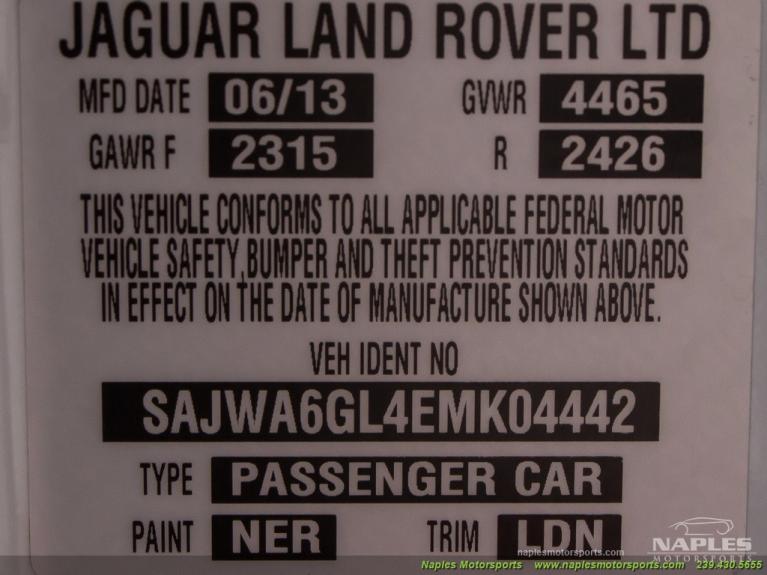 JAGUAR LAND ROVER LTD
MFD DATE 06/13 GVWR 4465
GAWR F 2315 R 2426
THIS VEHICLE CONFORMS TO ALL APPLICABLE FEDERAL MOTOR
VEHICLE SAFETY,BUMPER AND THEFT PREVENTION STANDARDS
IN EFFECT ON THE DATE OF MANUFACTURE SHOWN ABOVE.
VEH IDENT NO
SAJWA6GL4EMK04442
TYPE PASSENGER CAR
PAINT NER TRIM LDN
NAPLES
MOTORSPORTS
naplesmotorsports.com
Naples Motorsports www.naplesmotorsports.com 239.430.5655